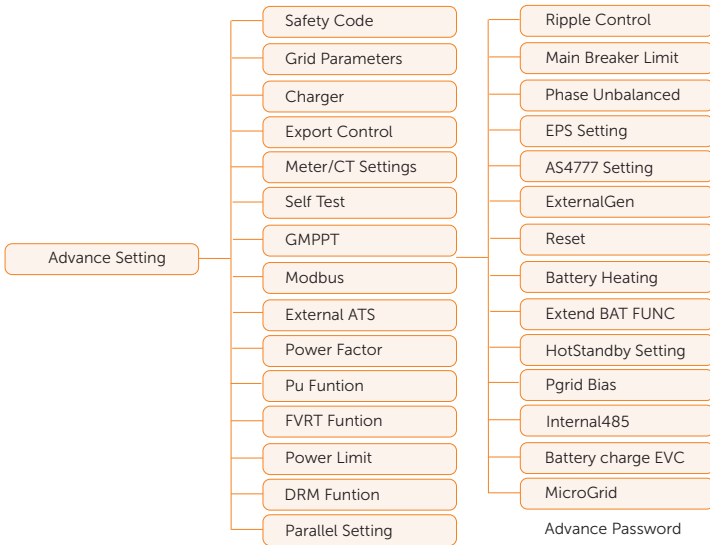 Advance Setting
Safety Code
Grid Parameters
Charger
Export Control
Meter/CT Settings
Self Test
GMPPT
Modbus
External ATS
Power Factor
Pu Funtion
FVRT Funtion
Power Limit
DRM Funtion
Parallel Setting
Ripple Control
Main Breaker Limit
Phase Unbalanced
EPS Setting
AS4777 Setting
ExternalGen
Reset
Battery Heating
Extend BAT FUNC
HotStandby Setting
Pgrid Bias
Internal485
Battery charge EVC
MicroGrid
Advance Password